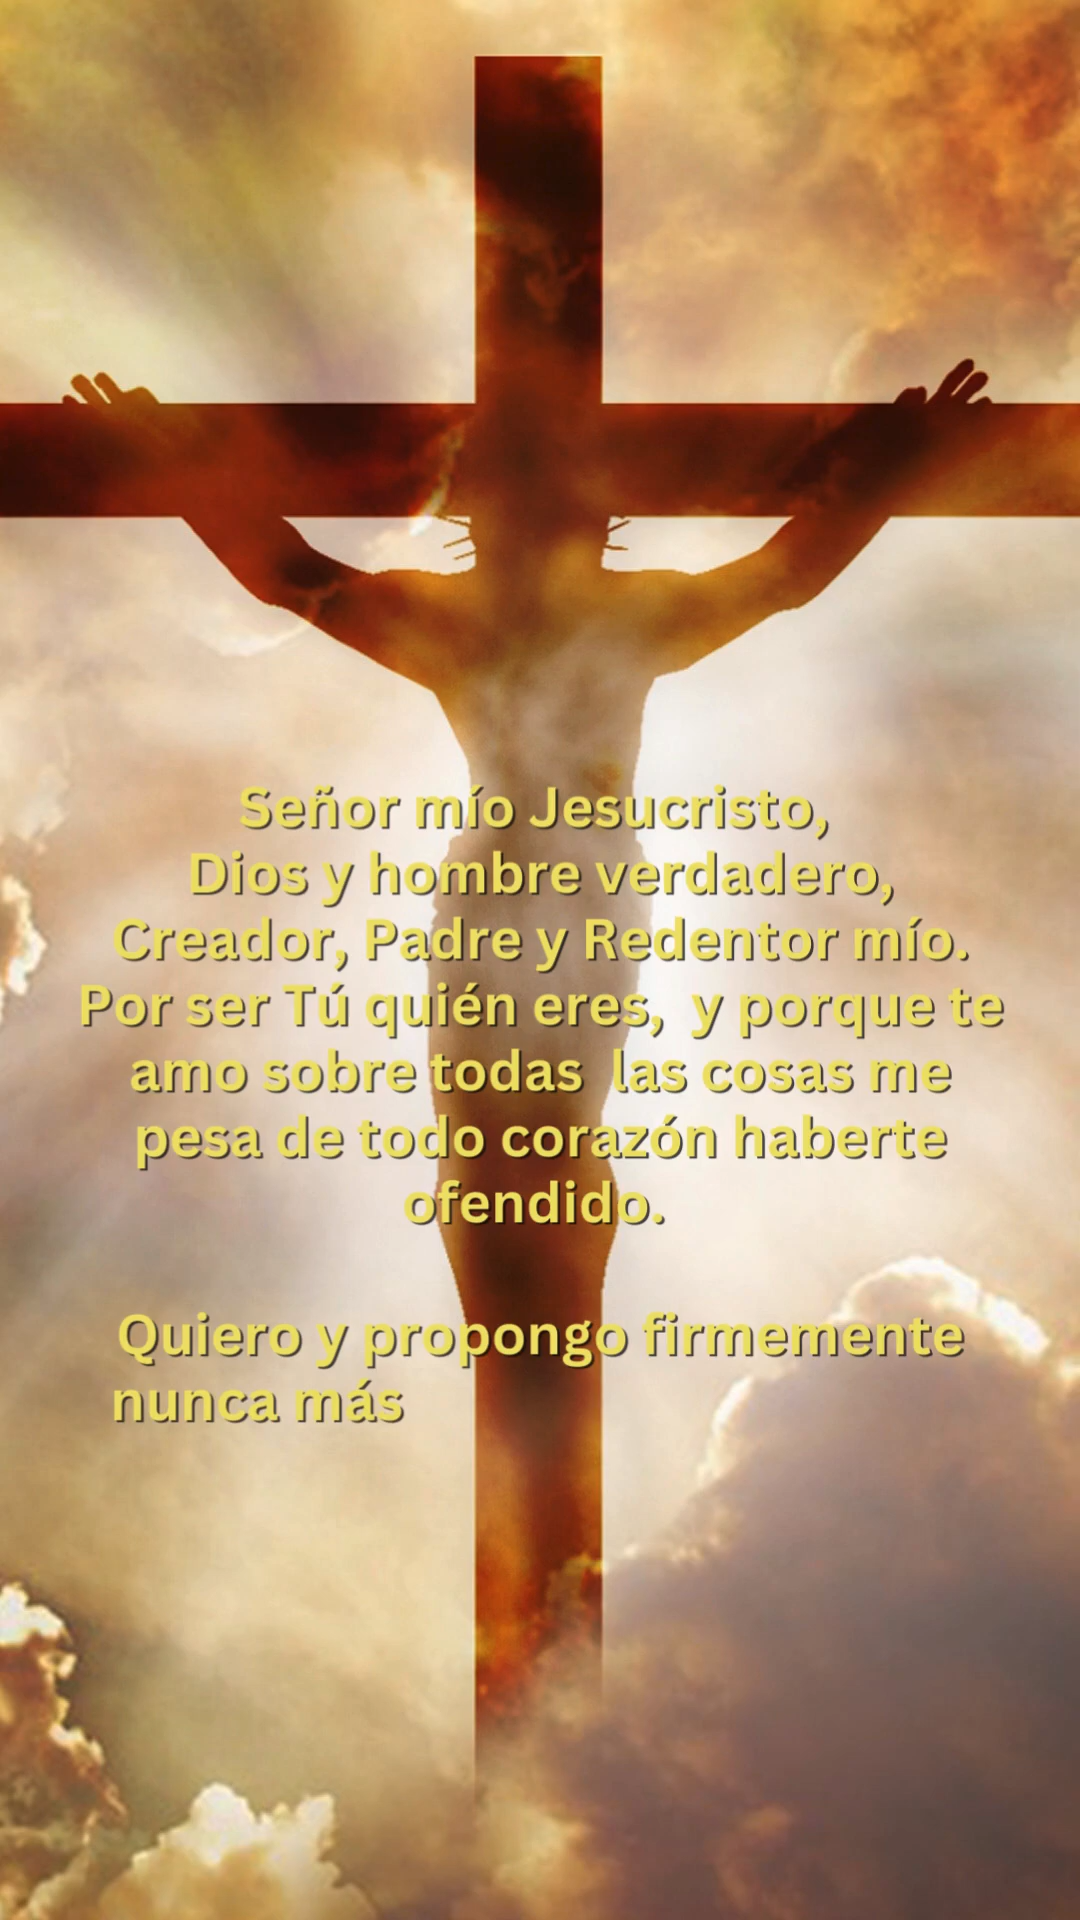 Señor mío Jesucristo,
Dios y hombre verdadero,
Creador, Padre y Redentor mío.
Por ser Tú quién eres,  y porque te
amo sobre todas  las cosas me
pesa de todo corazón haberte
ofendido.
Quiero y propongo firmemente
nunca más